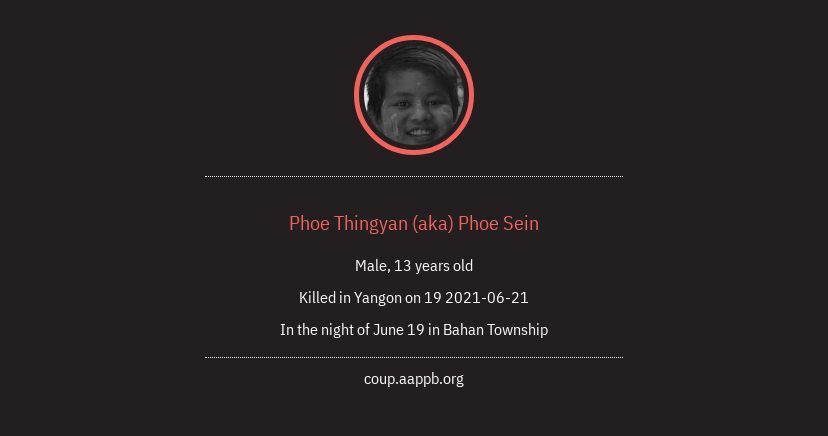 Phoe Thingyan (aka) Phoe Sein
Male, 13 years old
Killed in Yangon on 19 2021-06-21
In the night of June 19 in Bahan Township
coup.aappb.org